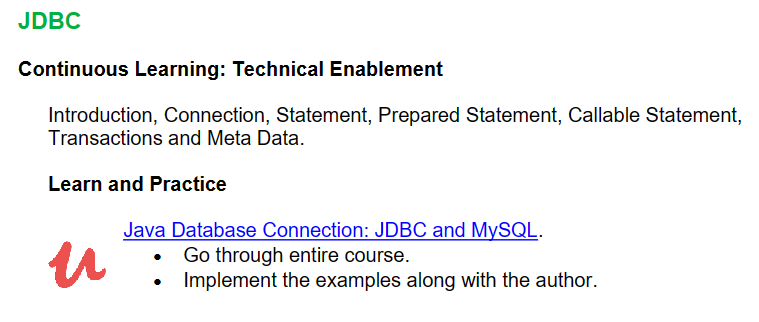 JDBC
Continuous Learning: Technical Enablement
Introduction, Connection, Statement, Prepared Statement, Callable Statement,
Transactions and Meta Data.
Learn and Practice
Java Database Connection: JDBC and MySQL.
• Go through entire course.
• Implement the examples along with the author.